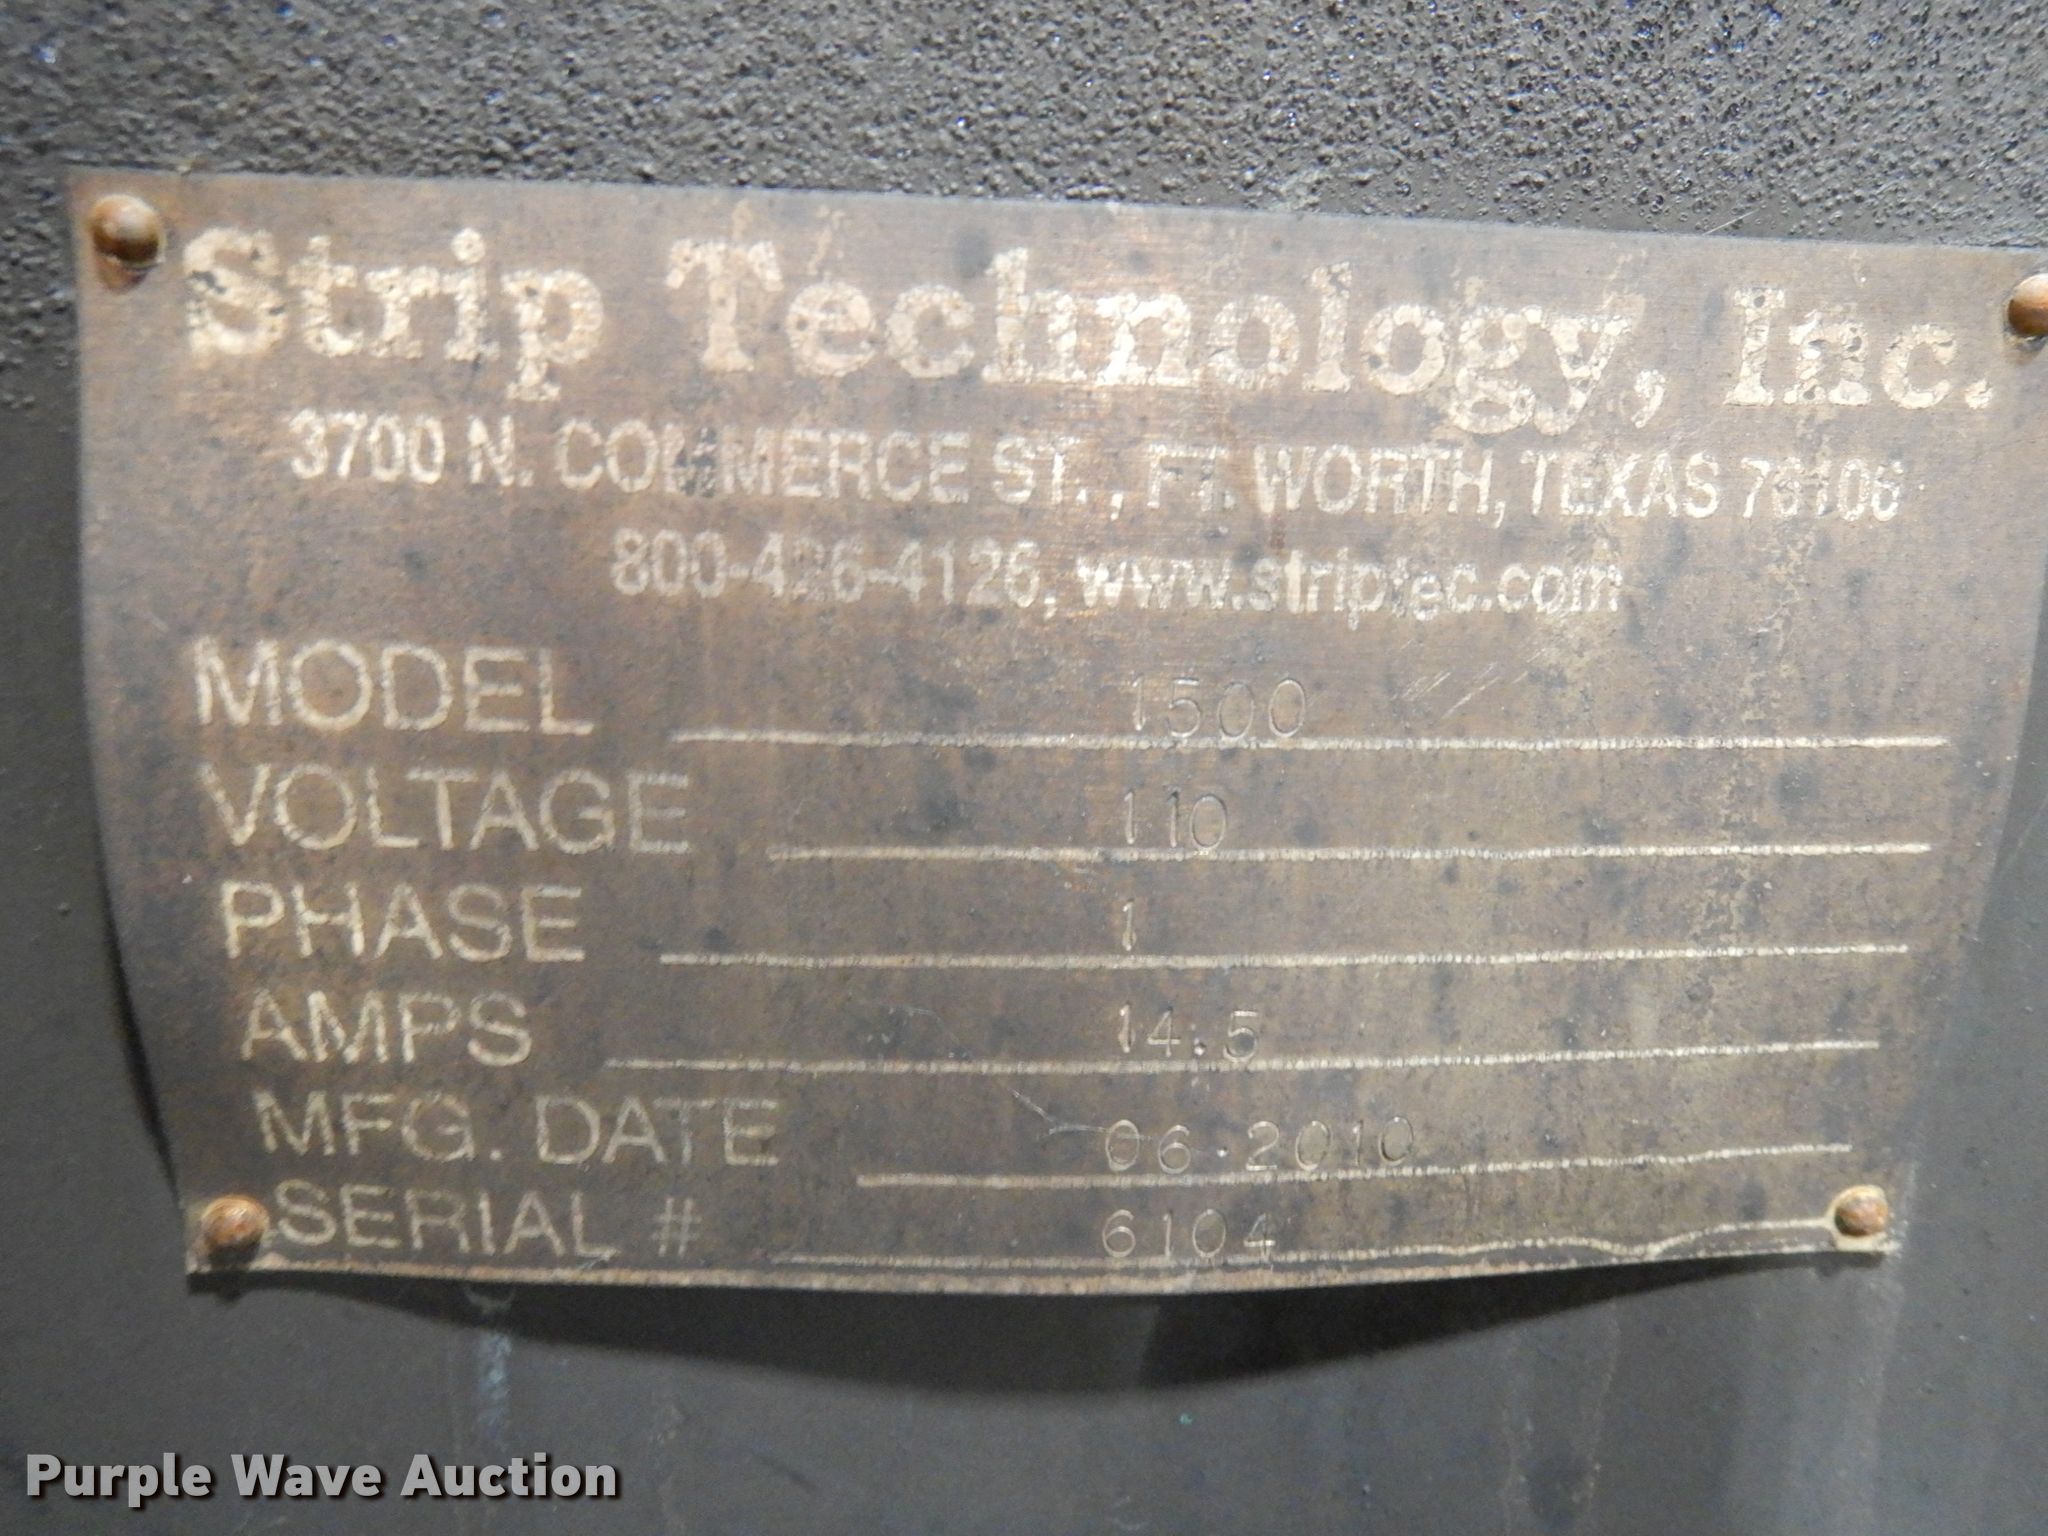 Strip Technology, Inc.
3700 N. COMMERCE ST., FT. WORTH, TEXAS 76106
800-426-4126, www.striptec.com
MODEL 1500
VOLTAGE 110
PHASE 1
AMPS 14.5
MFG. DATE 06.2010
SERIAL # 6104
Purple Wave Auction